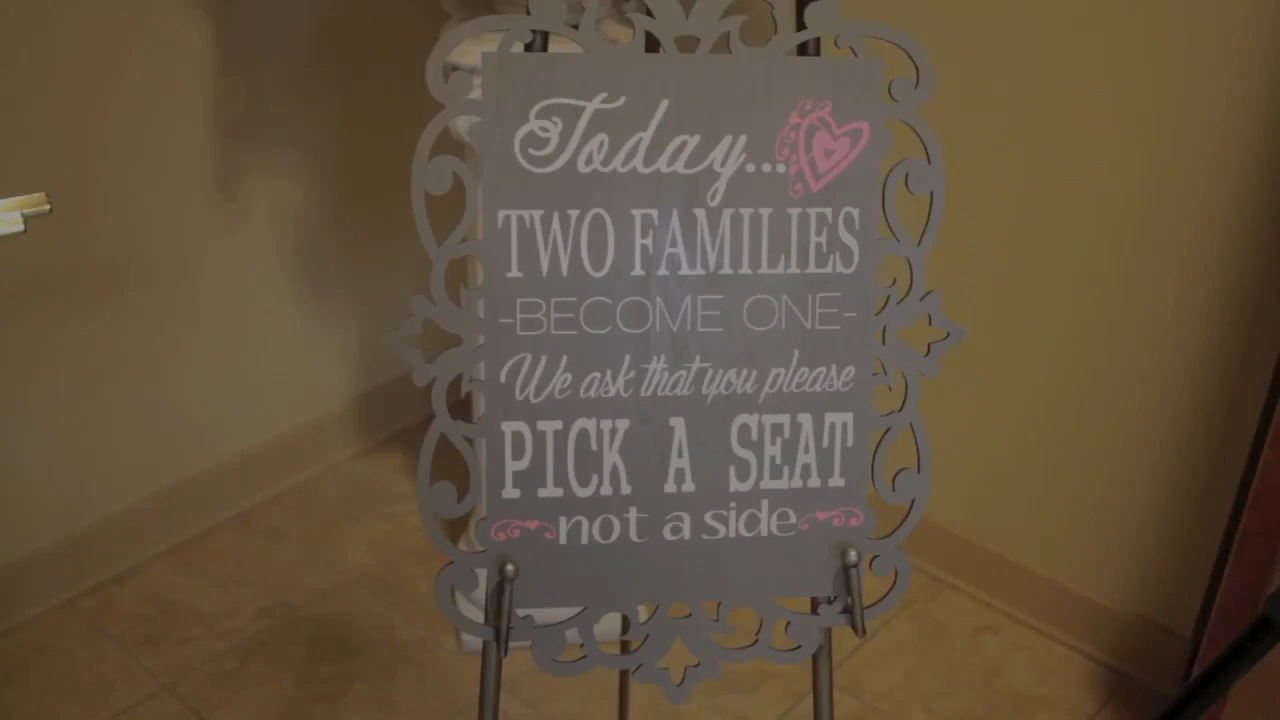 Today...
TWO FAMILIES
-BECOME ONE-
We ask that you please
PICK A SEAT
not a side